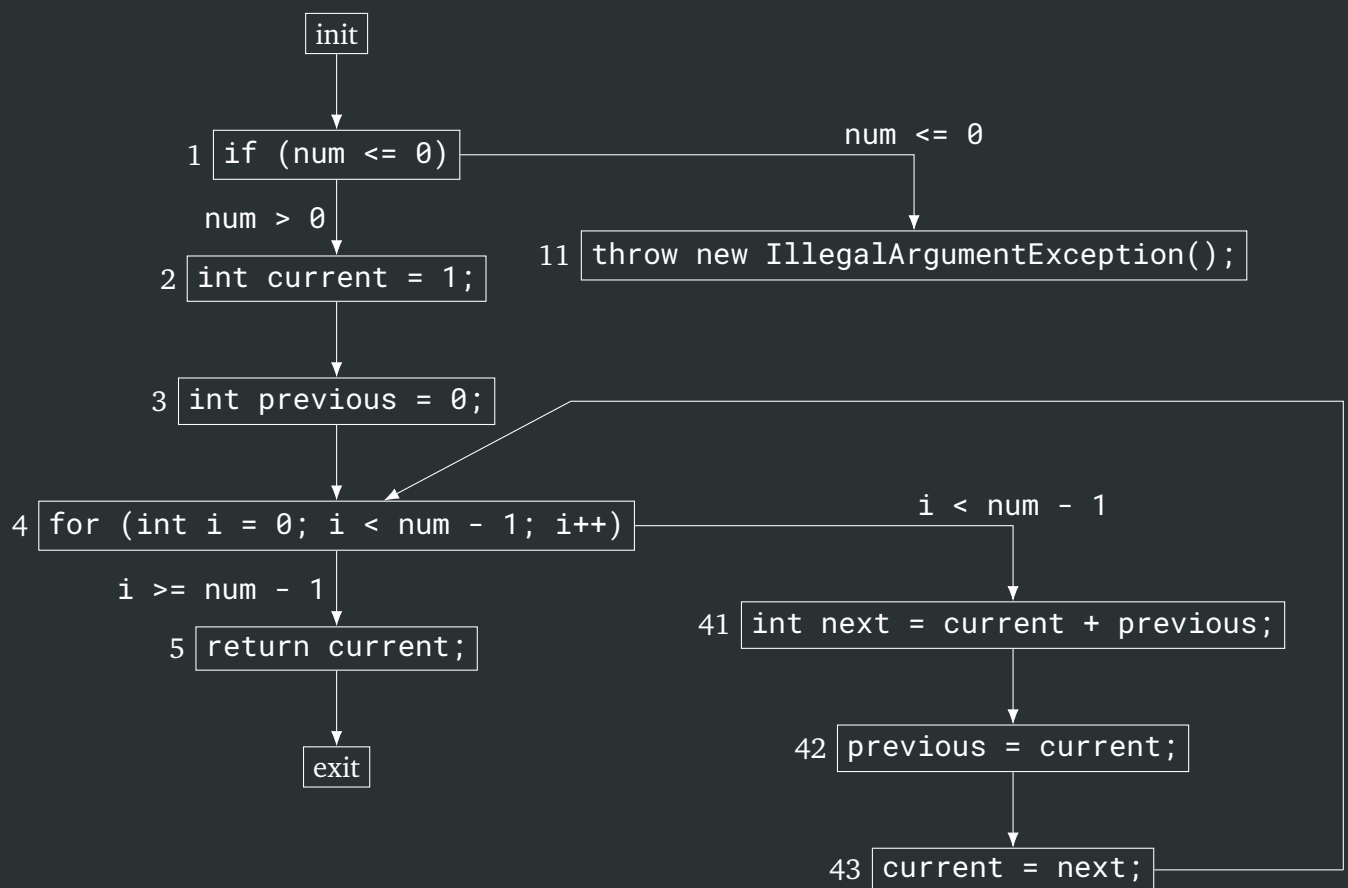 init
num <= 0
1 if (num <= 0)
num > 0
11 throw new IllegalArgumentException();
2 int current = 1;
3 int previous = 0;
4 for (int i = 0; i < num - 1; i++)
i < num - 1
i >= num - 1
41 int next = current + previous;
5 return current;
42 previous = current;
exit
43 current = next;